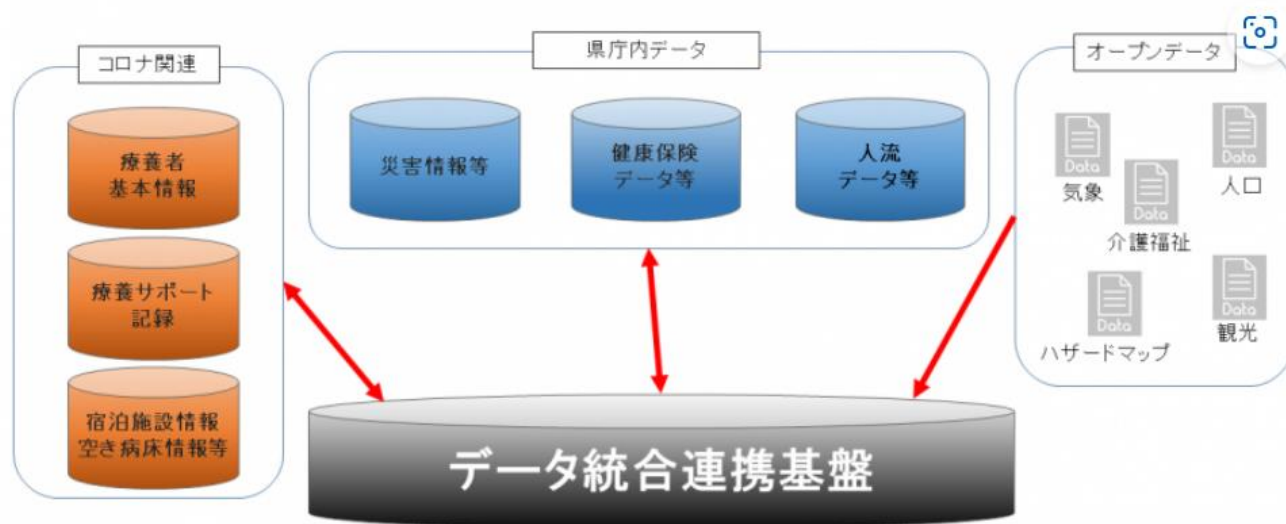 コロナ関連
療養者
基本情報
療養サポート
記録
宿泊施設情報
空き病床情報等
県庁内データ
災害情報等
健康保険
データ等
人流
データ等
オープンデータ
Data
気象
Data
人口
Data
介護福祉
Data
ハザードマップ
Data
観光
データ統合連携基盤